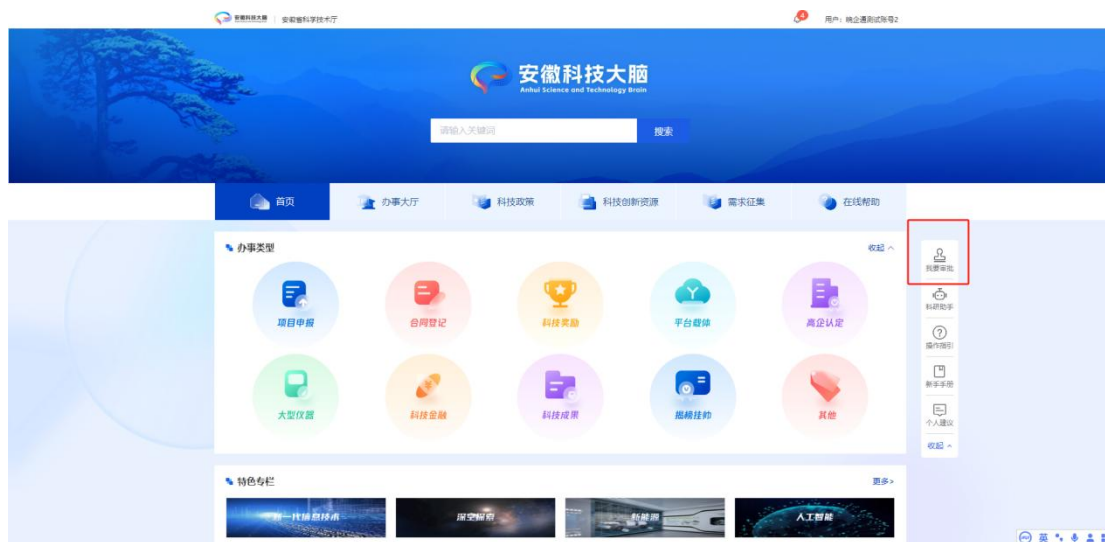 安徽科技大脑 安徽省科学技术厅
4 用户：皖企通测试账号2
安徽科技大脑
Anhui Science and Technology Brain
请输入关键词 搜索
首页 办事大厅 科技政策 科技创新资源 需求征集 在线帮助
办事类型 收起
我要审批
项目申报 合同登记 科技奖励 平台载体 高企认定
科研助手
操作指引
新手手册
大型仪器 科技金融 科技成果 揭榜挂帅 其他
个人建议
收起
特色专栏 更多>
新一代信息技术 深空探索 新能源 人工智能
英